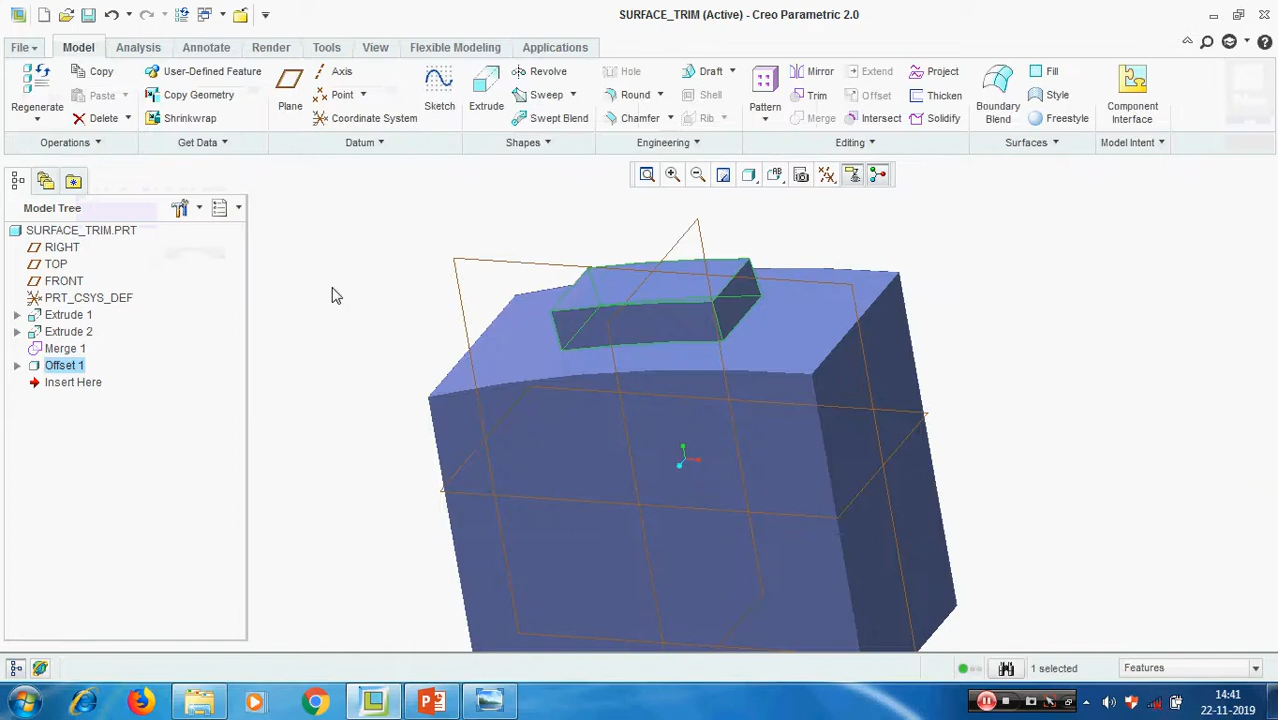 SURFACE_TRIM (Active) - Creo Parametric 2.0
File Model Analysis Annotate Render Tools View Flexible Modeling Applications
Regenerate
Copy
Paste
Delete
Operations
User-Defined Feature
Copy Geometry
Shrinkwrap
Get Data
Plane
Axis
Point
Coordinate System
Datum
Sketch
Extrude
Revolve
Sweep
Swept Blend
Shapes
Hole
Round
Chamfer
Draft
Shell
Rib
Engineering
Pattern
Mirror
Trim
Merge
Extend
Offset
Intersect
Project
Thicken
Solidify
Editing
Boundary
Blend
Fill
Style
Freestyle
Surfaces
Component
Interface
Model Intent
Model Tree
SURFACE_TRIM.PRT
RIGHT
TOP
FRONT
PRT_CSYS_DEF
Extrude 1
Extrude 2
Merge 1
Offset 1
Insert Here
1 selected
Features
14:41
22-11-2019